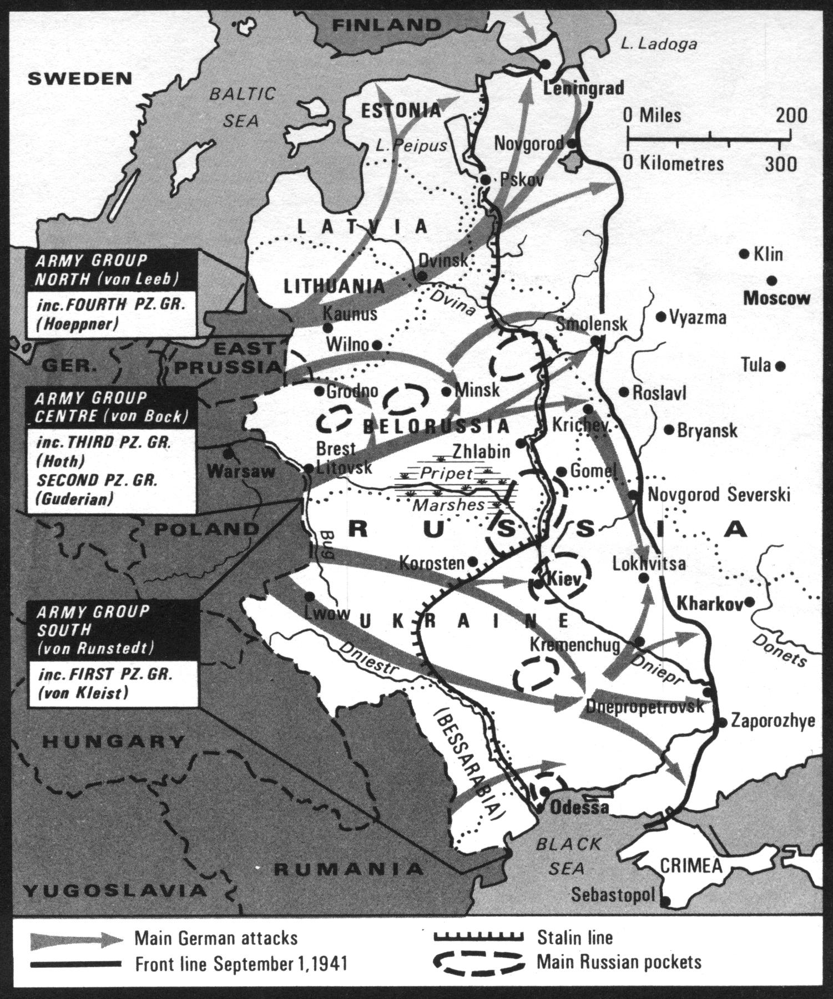 FINLAND
L. Ladoga
SWEDEN
BALTIC
SEA
Leningrad
ESTONIA
0 Miles 200
L. Peipus
Novgorod
0 Kilometres 300
Pskov
LATVIA
Klin
ARMY GROUP
NORTH (von Leeb)
inc. FOURTH PZ. GR.
(Hoeppner)
Dvinsk
Moscow
LITHUANIA
Dvina
Kaunus
Smolensk
Vyazma
Wilno
EAST
PRUSSIA
GER.
Tula
Grodno
Minsk
Roslavl
ARMY GROUP
CENTRE (von Bock)
inc. THIRD PZ. GR.
(Hoth)
SECOND PZ. GR.
(Guderian)
BELORUSSIA
Krichev
Bryansk
Brest
Litovsk
Zhlabin
Warsaw
Pripet
Marshes
Gomel
Novgorod Severski
POLAND
RUSSIA
Bug
Korosten
Lokhvitsa
Kiev
Kharkov
Lwow
UKRAINE
ARMY GROUP
SOUTH
(von Runstedt)
inc. FIRST PZ. GR.
(von Kleist)
Kremenchug
Donets
Dniestr
Dniepr
Dnepropetrovsk
Zaporozhye
HUNGARY
(BESSARABIA)
Odessa
BLACK
SEA
RUMANIA
CRIMEA
YUGOSLAVIA
Sebastopol
Main German attacks
Stalin line
Front line September 1, 1941
Main Russian pockets